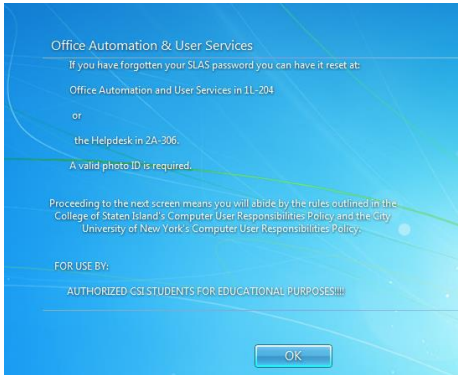 Office Automation & User Services
If you have forgotten your SLAS password you can have it reset at:
Office Automation and User Services in 1L-204
or
the Helpdesk in 2A-306.
A valid photo ID is required.
Proceeding to the next screen means you will abide by the rules outlined in the
College of Staten Island's Computer User Responsibilities Policy and the City
University of New York's Computer User Responsibilities Policy.
FOR USE BY:
AUTHORIZED CSI STUDENTS FOR EDUCATIONAL PURPOSES!!!!
OK